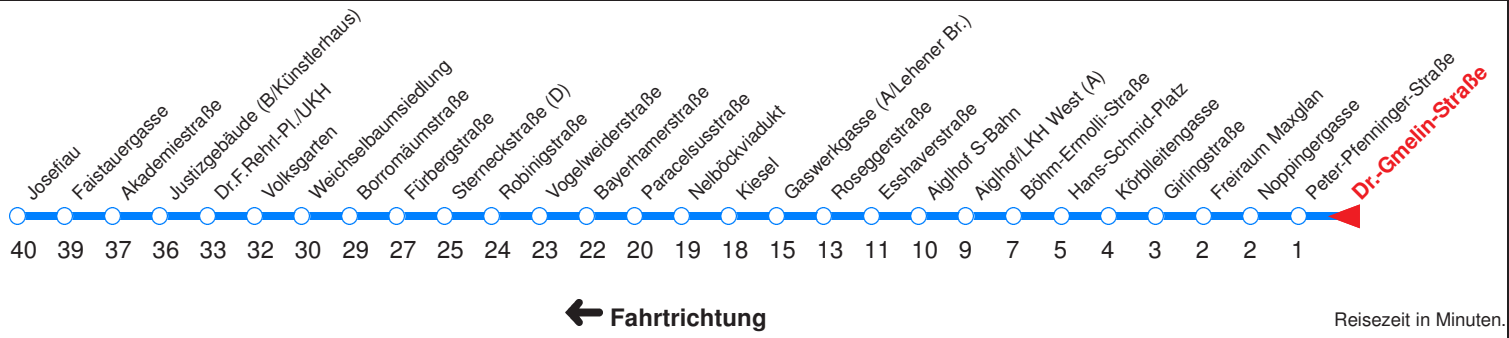 Josefiau
Faistauergasse
Akademiestraße
Justizgebäude (B/Künstlerhaus)
Dr.F.Rehrl-Pl./UKH
Volksgarten
Weichselbaumsiedlung
Borromäumstraße
Fürbergstraße
Sterneckstraße (D)
Robinigstraße
Vogelweiderstraße
Bayerhamerstraße
Paracelsusstraße
Nelböckviadukt
Kiesel
Gaswerkgasse (A/Lehener Br.)
Roseggerstraße
Esshaverstraße
Aiglhof S-Bahn
Aiglhof/LKH West (A)
Böhm-Ermolli-Straße
Hans-Schmid-Platz
Körblleitengasse
Girlingstraße
Freiraum Maxglan
Noppingergasse
Peter-Pfenninger-Straße
Dr.-Gmelin-Straße
40 39 37 36 33 32 30 29 27 25 24 23 22 20 19 18 15 13 11 10 9 7 5 4 3 2 2 1
Fahrtrichtung
Reisezeit in Minuten.